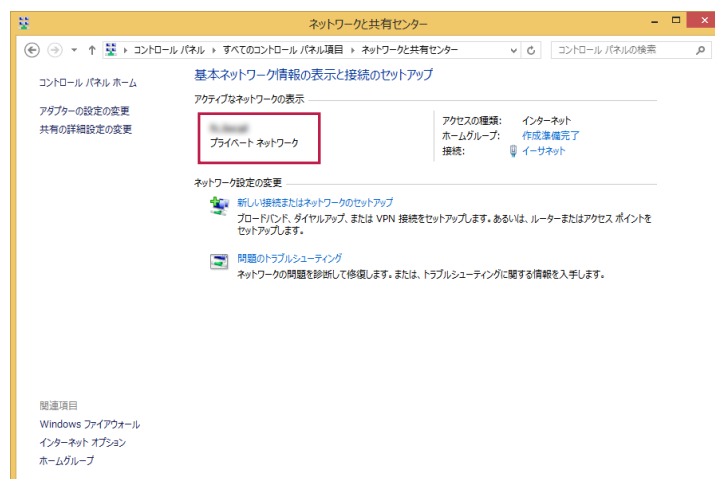 ネットワークと共有センター
コントロール パネル すべてのコントロール パネル項目 ネットワークと共有センター
コントロール パネルの検索
コントロール パネル ホーム
アダプターの設定の変更
共有の詳細設定の変更
基本ネットワーク情報の表示と接続のセットアップ
アクティブなネットワークの表示
プライベート ネットワーク
アクセスの種類: インターネット
ホームグループ: 作成準備完了
接続: イーサネット
ネットワーク設定の変更
新しい接続またはネットワークのセットアップ
ブロードバンド、ダイヤルアップ、または VPN 接続をセットアップします。あるいは、ルーターまたはアクセス ポイントを
セットアップします。
問題のトラブルシューティング
ネットワークの問題を診断して修復します。または、トラブルシューティングに関する情報を入手します。
関連項目
Windows ファイアウォール
インターネット オプション
ホームグループ